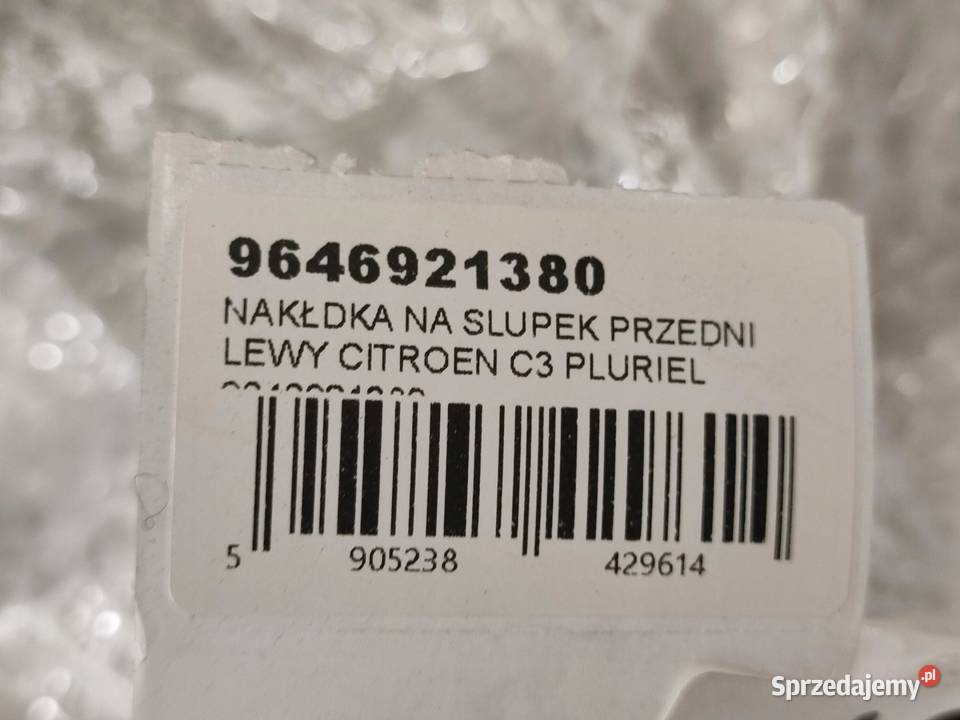 9646921380
NAKŁDKA NA SLUPEK PRZEDNI
LEWY CITROEN C3 PLURIEL
5 905238 429614
Sprzedajemy.pl